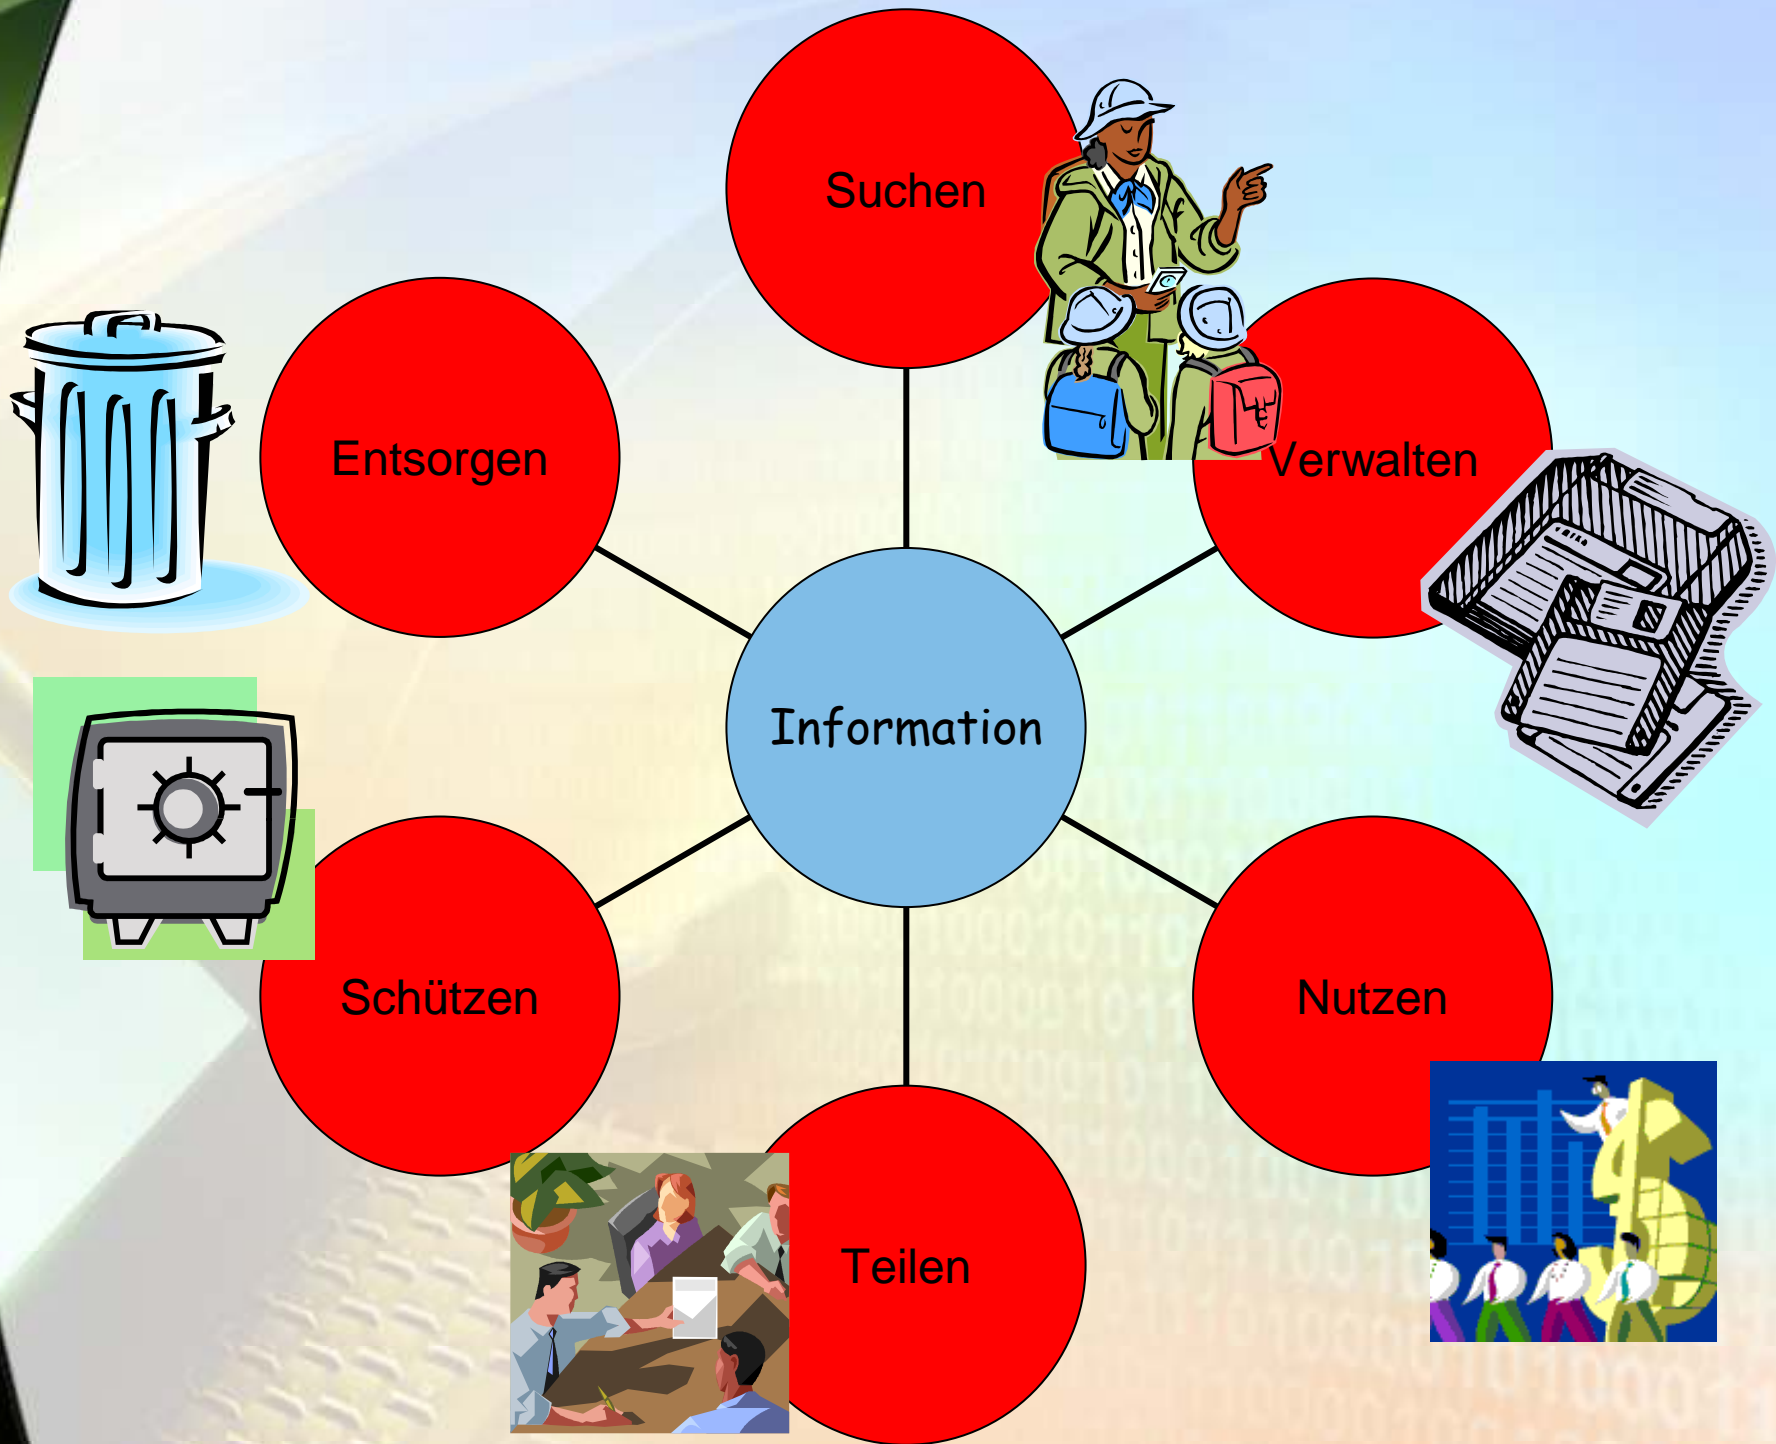 Suchen
Entsorgen
Verwalten
Information
Schützen
Nutzen
Teilen